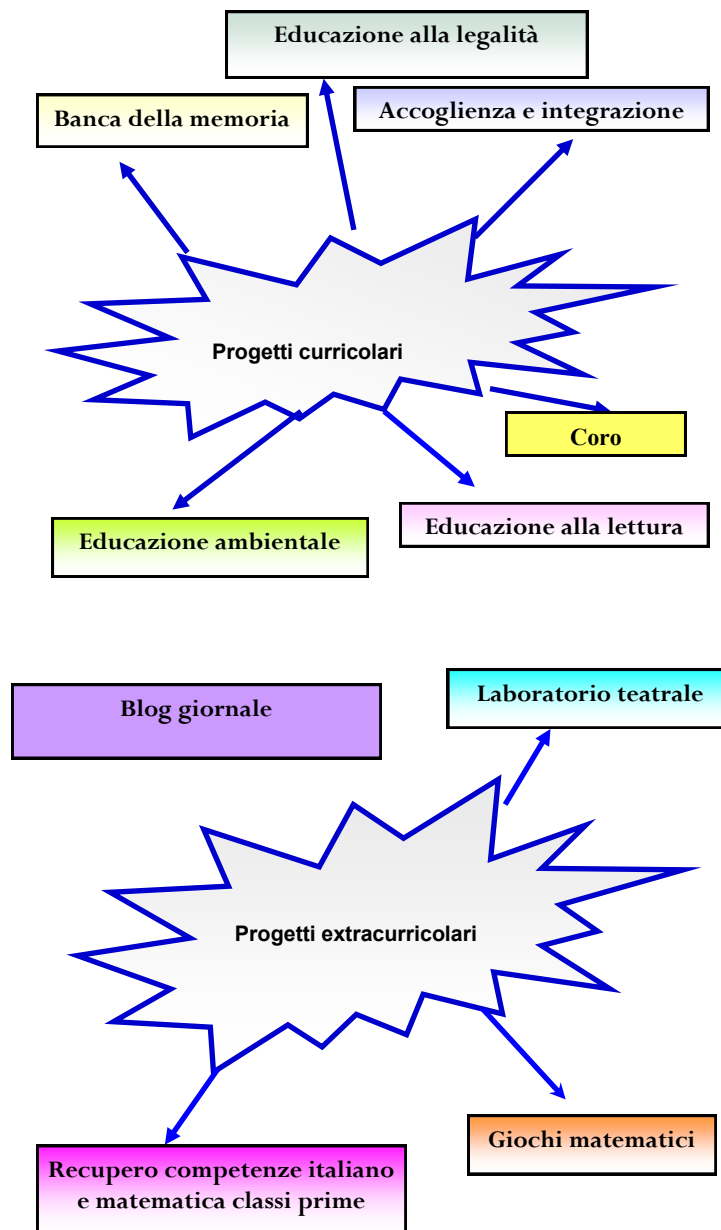 Educazione alla legalità
Banca della memoria
Accoglienza e integrazione
Progetti curricolari
Coro
Educazione ambientale
Educazione alla lettura
Blog giornale
Laboratorio teatrale
Progetti extracurricolari
Giochi matematici
Recupero competenze italiano
e matematica classi prime